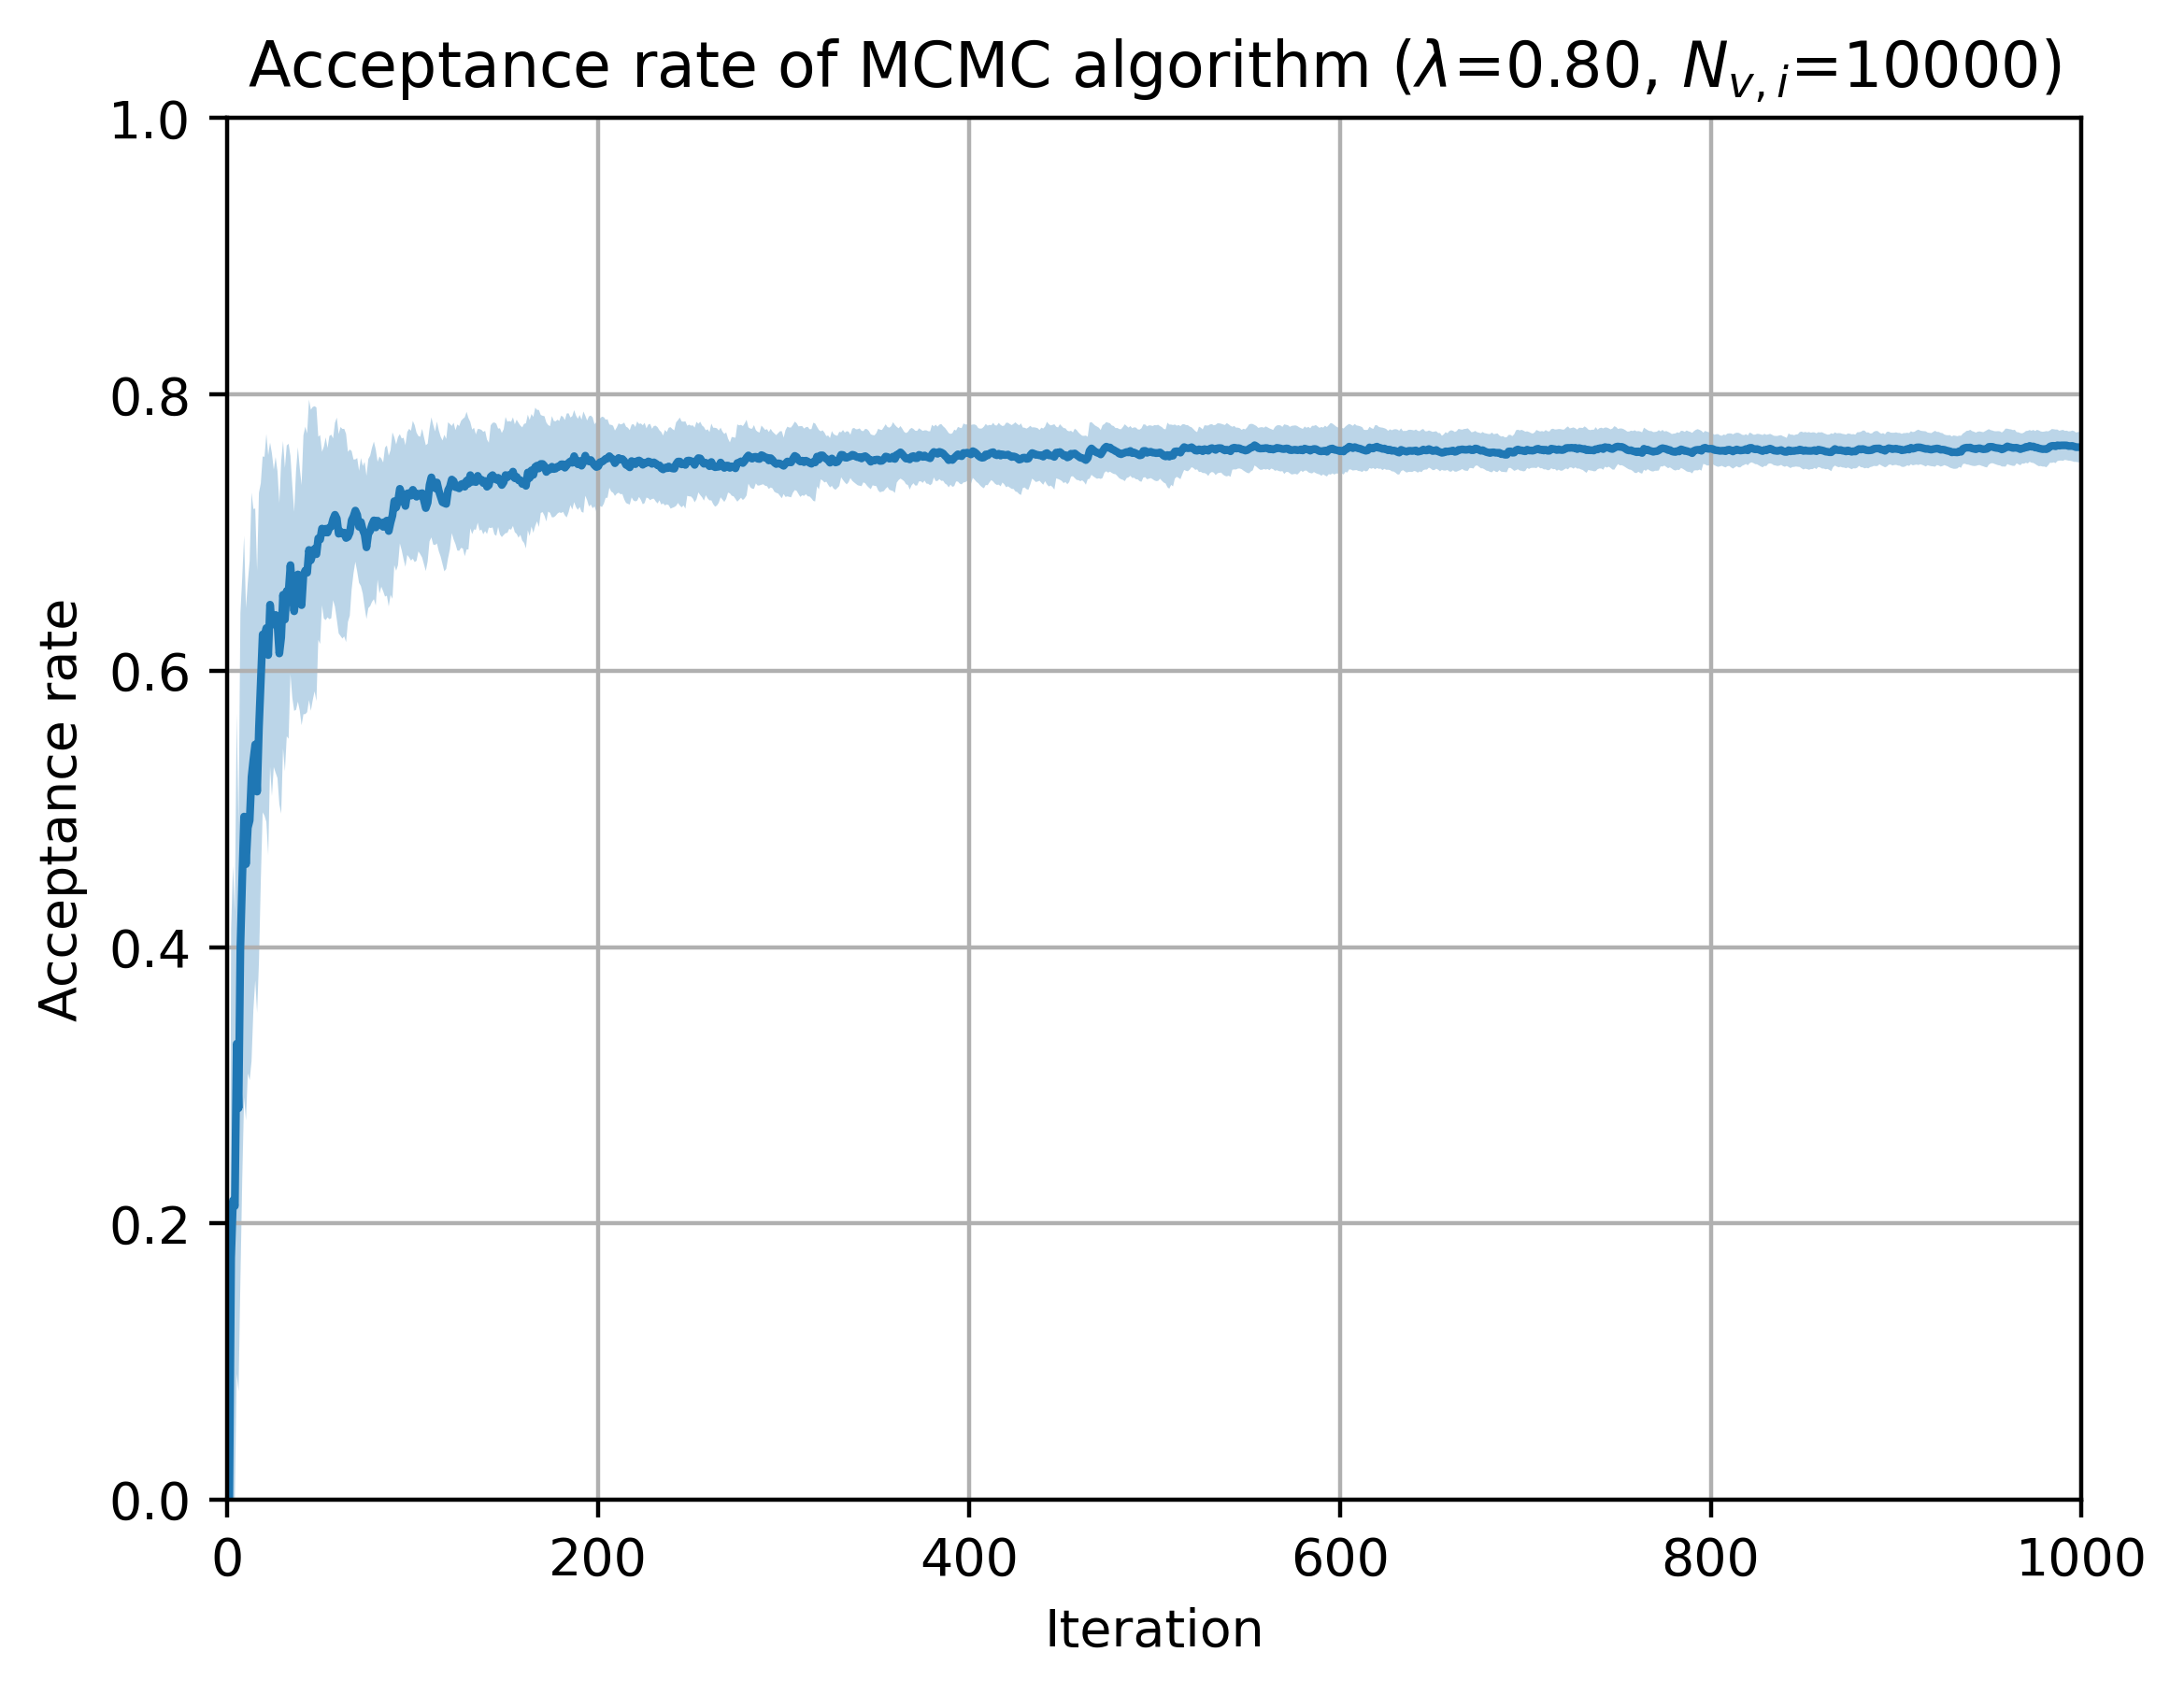 Acceptance rate of MCMC algorithm (λ=0.80, N_{v, i}=10000)
1.0
0.8
0.6
0.4
0.2
0.0
Acceptance rate
0 200 400 600 800 1000
Iteration